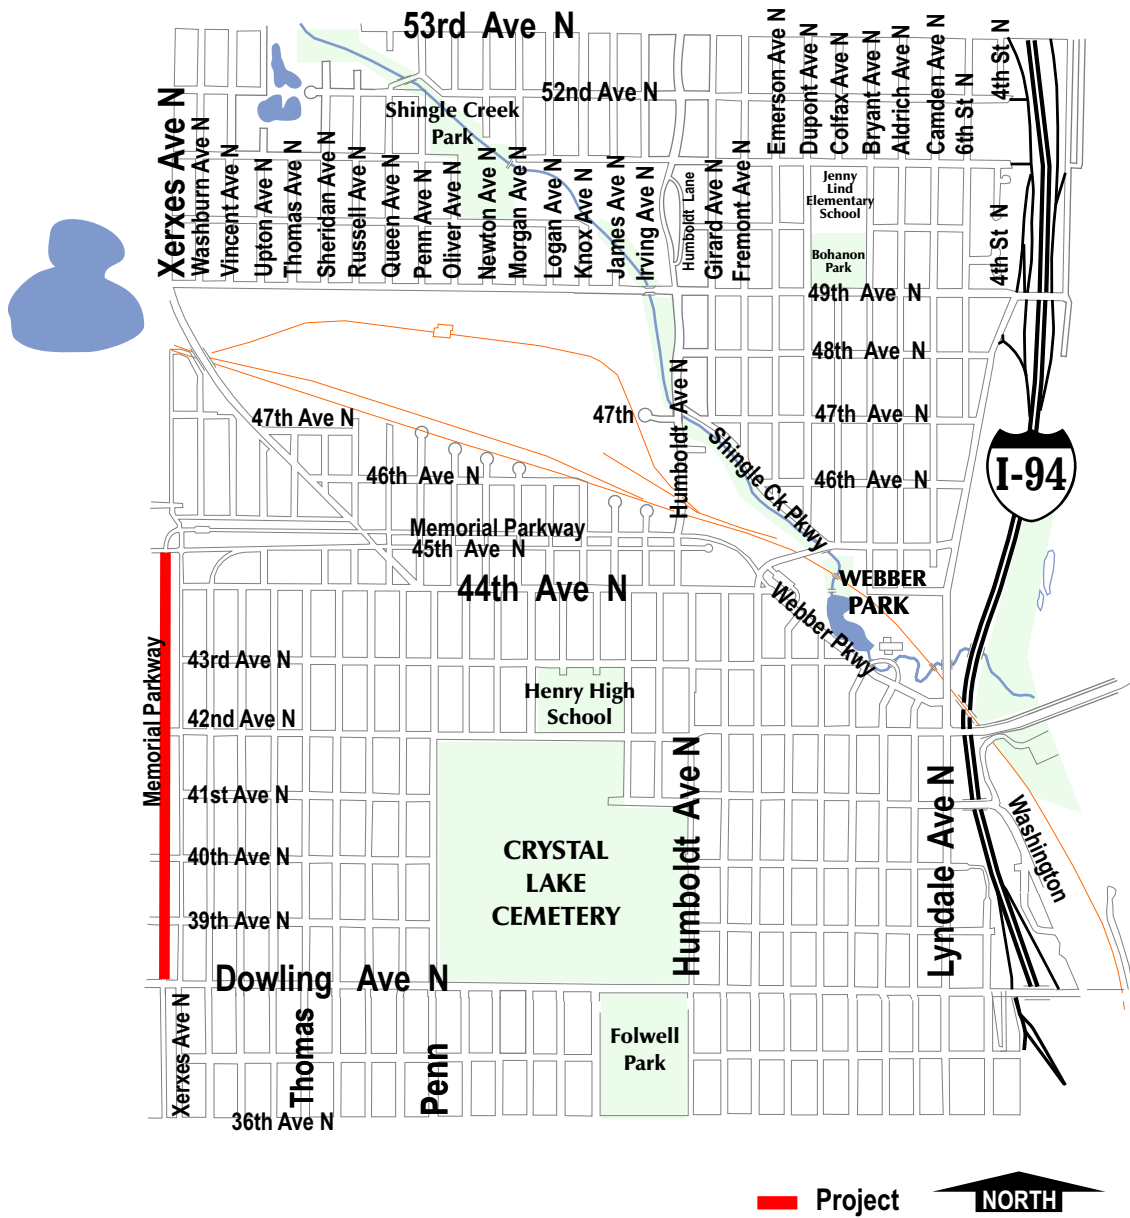 53rd Ave N
52nd Ave N
Shingle Creek
Park
Xerxes Ave N
Washburn Ave N
Vincent Ave N
Upton Ave N
Thomas Ave N
Sheridan Ave N
Russell Ave N
Queen Ave N
Penn Ave N
Oliver Ave N
Newton Ave N
Morgan Ave N
Logan Ave N
Knox Ave N
James Ave N
Irving Ave N
Humboldt Lane
Girard Ave N
Fremont Ave N
Emerson Ave N
Dupont Ave N
Colfax Ave N
Bryant Ave N
Aldrich Ave N
Camden Ave N
6th St N
4th St N
Jenny
Lind
Elementary
School
Bohanon
Park
4th St N
49th Ave N
48th Ave N
47th Ave N
47th
47th Ave N
Humboldt Ave N
Shingle Ck Pkwy
46th Ave N
46th Ave N
I-94
Memorial Parkway
45th Ave N
44th Ave N
WEBBER
PARK
Webber Pkwy
Memorial Parkway
43rd Ave N
Henry High
School
42nd Ave N
41st Ave N
40th Ave N
39th Ave N
CRYSTAL
LAKE
CEMETERY
Humboldt Ave N
Lyndale Ave N
Washington
Dowling Ave N
Xerxes Ave N
Thomas
Penn
Folwell
Park
36th Ave N
Project
NORTH